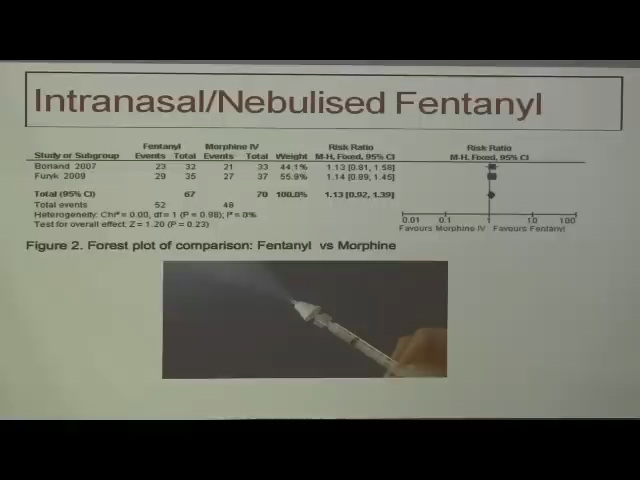 Intranasal/Nebulised Fentanyl
Fentanyl Morphine IV Risk Ratio Risk Ratio
Study or Subgroup Events Total Events Total Weight M-H, Fixed, 95% CI M-H, Fixed, 95% CI
2007 23 32 21 33 44.1% 1.13 [0.81, 1.58]
Furyk 2009 29 35 27 37 55.9% 1.14 [0.89, 1.45]
Total (95% CI) 67 70 100.0% 1.13 [0.92, 1.39]
Total events 52 48
Heterogeneity: Chi² = 0.00, df = 1 (P = 0.98); I² = 0%
Test for overall effect: Z = 1.20 (P = 0.23)
0.01 0.1 1.0 10 100
Favours Morphine IV Favours Fentanyl
Figure 2. Forest plot of comparison: Fentanyl vs Morphine